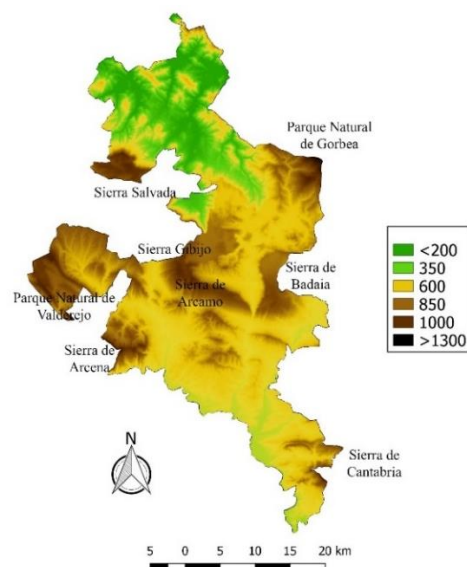 Parque Natural
de Gorbea
Sierra Salvada
Sierra Gibijo
Sierra de
Arcamo
Sierra de
Badaia
Parque Natural de
Valderejo
Sierra de
Arcena
Sierra de
Cantabria
<200
350
600
850
1000
>1300
N
5 0 5 10 15 20 km